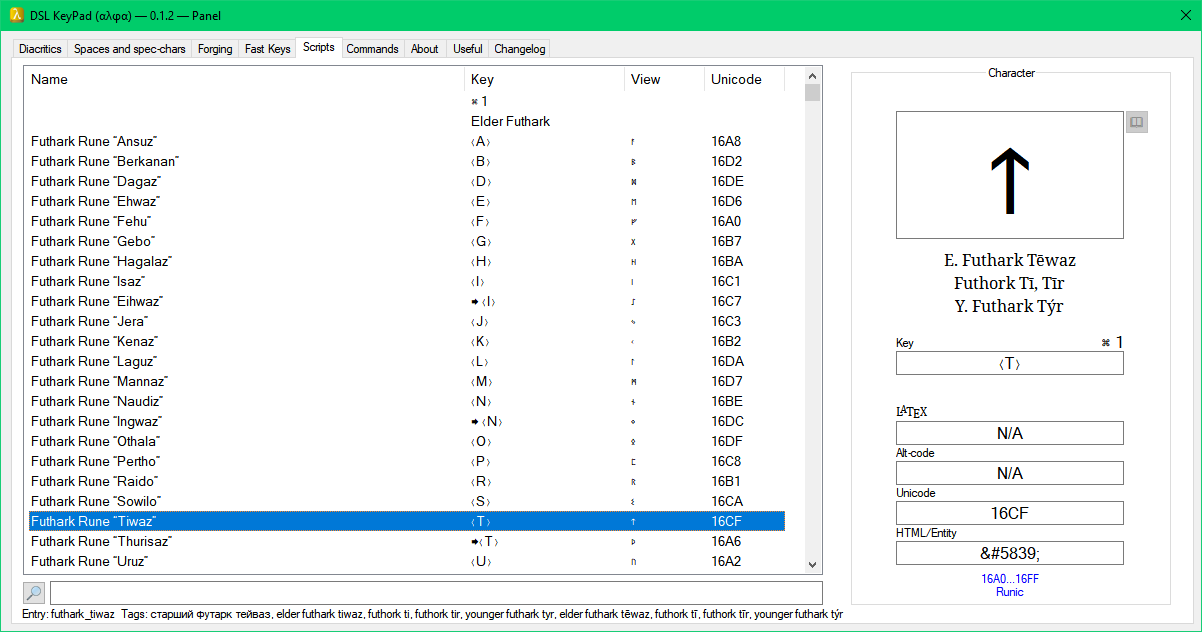 DSL KeyPad (αλφα) — 0.1.2 — Panel
Diacritics Spaces and spec-chars Forging Fast Keys Scripts Commands About Useful Changelog
Name Key View Unicode
⌘ 1
Elder Futhark
Futhark Rune “Ansuz” ⟨A⟩ ᚨ 16A8
Futhark Rune “Berkanan” ⟨B⟩ ᛒ 16D2
Futhark Rune “Dagaz” ⟨D⟩ ᛞ 16DE
Futhark Rune “Ehwaz” ⟨E⟩ ᛖ 16D6
Futhark Rune “Fehu” ⟨F⟩ ᚠ 16A0
Futhark Rune “Gebo” ⟨G⟩ ᚷ 16B7
Futhark Rune “Hagalaz” ⟨H⟩ ᚺ 16BA
Futhark Rune “Isaz” ⟨I⟩ ᛁ 16C1
Futhark Rune “Eihwaz” ➡ ⟨I⟩ ᛇ 16C7
Futhark Rune “Jera” ⟨J⟩ ᛃ 16C3
Futhark Rune “Kenaz” ⟨K⟩ ᚲ 16B2
Futhark Rune “Laguz” ⟨L⟩ ᛚ 16DA
Futhark Rune “Mannaz” ⟨M⟩ ᛗ 16D7
Futhark Rune “Naudiz” ⟨N⟩ ᚾ 16BE
Futhark Rune “Ingwaz” ➡ ⟨N⟩ ᛜ 16DC
Futhark Rune “Othala” ⟨O⟩ ᛟ 16DF
Futhark Rune “Pertho” ⟨P⟩ ᛈ 16C8
Futhark Rune “Raido” ⟨R⟩ ᚱ 16B1
Futhark Rune “Sowilo” ⟨S⟩ ᛊ 16CA
Futhark Rune “Tiwaz” ⟨T⟩ ᛏ 16CF
Futhark Rune “Thurisaz” ➡⟨T⟩ ᚦ 16A6
Futhark Rune “Uruz” ⟨U⟩ ᚢ 16A2
Entry: futhark_tiwaz Tags: старший футарк тейваз, elder futhark tiwaz, futhork ti, futhork tir, younger futhark tyr, elder futhark tēwaz, futhork tī, futhork tīr, younger futhark týr
Character
ᛏ
E. Futhark Tēwaz
Futhork Tī, Tīr
Y. Futhark Týr
Key ⌘ 1
⟨T⟩
LATEX
N/A
Alt-code
N/A
Unicode
16CF
HTML/Entity
&#5839;
16A0...16FF
Runic